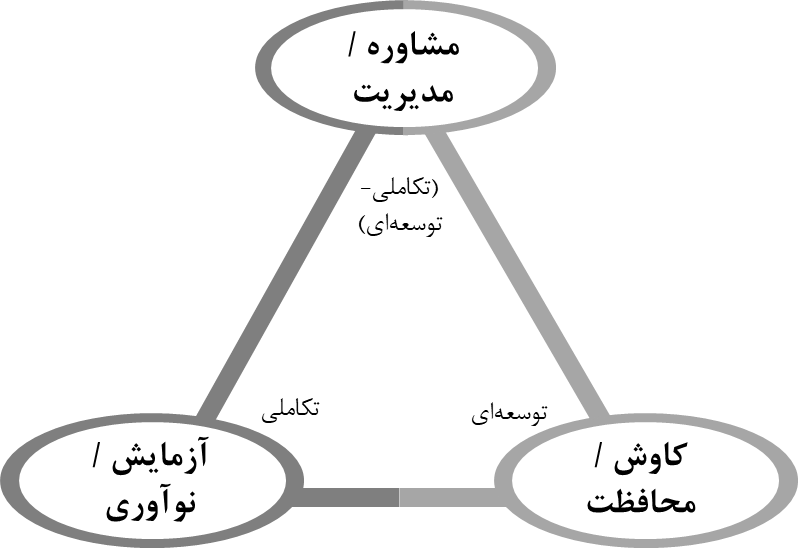 مشاوره /
مدیریت
(تکاملی-
توسعه‌ای)
توسعه‌ای
تکاملی
کاوش /
محافظت
آزمایش /
نوآوری